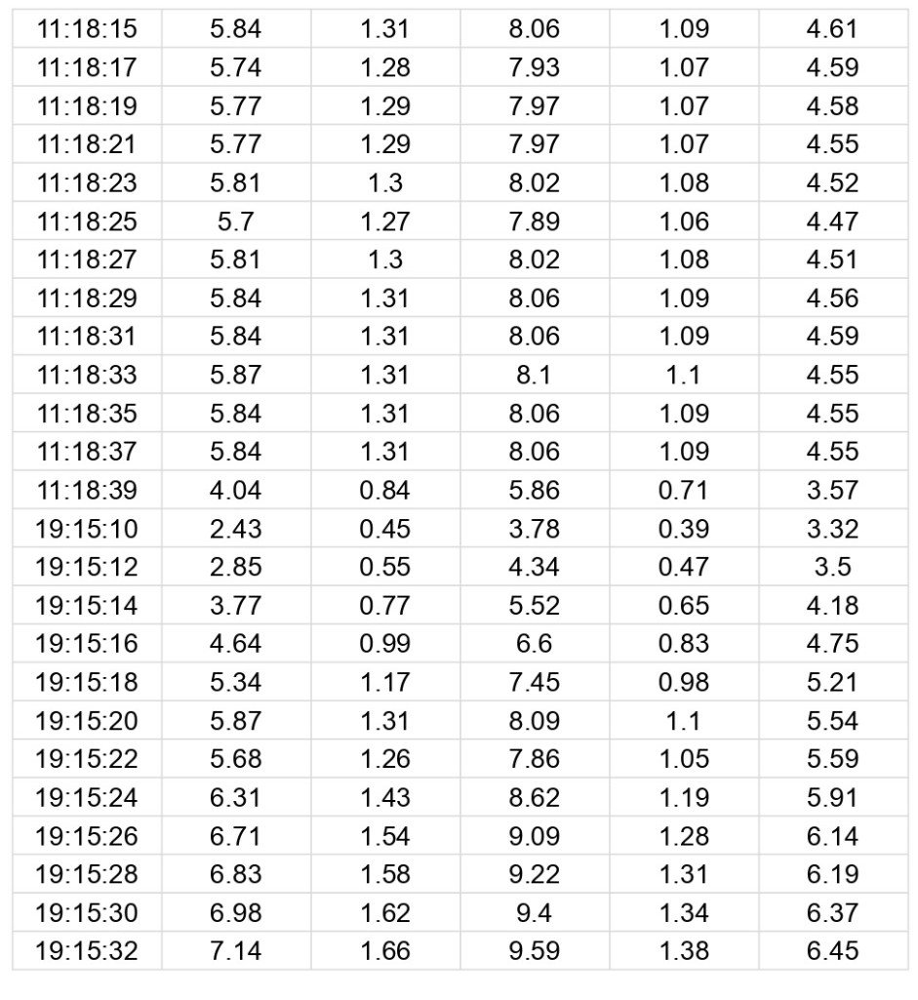 11:18:15 5.84 1.31 8.06 1.09 4.61
11:18:17 5.74 1.28 7.93 1.07 4.59
11:18:19 5.77 1.29 7.97 1.07 4.58
11:18:21 5.77 1.29 7.97 1.07 4.55
11:18:23 5.81 1.3 8.02 1.08 4.52
11:18:25 5.7 1.27 7.89 1.06 4.47
11:18:27 5.81 1.3 8.02 1.08 4.51
11:18:29 5.84 1.31 8.06 1.09 4.56
11:18:31 5.84 1.31 8.06 1.09 4.59
11:18:33 5.87 1.31 8.1 1.1 4.55
11:18:35 5.84 1.31 8.06 1.09 4.55
11:18:37 5.84 1.31 8.06 1.09 4.55
11:18:39 4.04 0.84 5.86 0.71 3.57
19:15:10 2.43 0.45 3.78 0.39 3.32
19:15:12 2.85 0.55 4.34 0.47 3.5
19:15:14 3.77 0.77 5.52 0.65 4.18
19:15:16 4.64 0.99 6.6 0.83 4.75
19:15:18 5.34 1.17 7.45 0.98 5.21
19:15:20 5.87 1.31 8.09 1.1 5.54
19:15:22 5.68 1.26 7.86 1.05 5.59
19:15:24 6.31 1.43 8.62 1.19 5.91
19:15:26 6.71 1.54 9.09 1.28 6.14
19:15:28 6.83 1.58 9.22 1.31 6.19
19:15:30 6.98 1.62 9.4 1.34 6.37
19:15:32 7.14 1.66 9.59 1.38 6.45